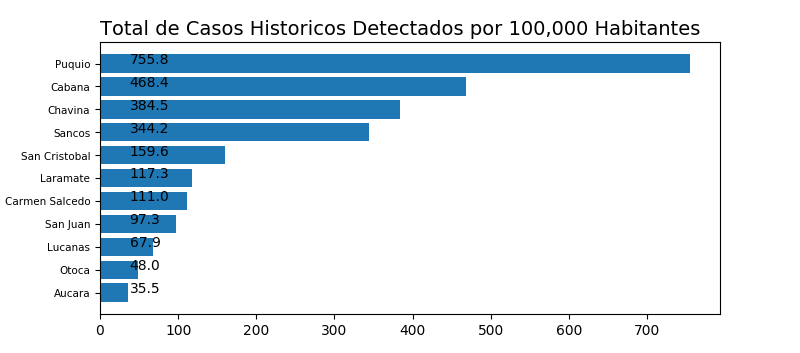 Total de Casos Historicos Detectados por 100,000 Habitantes
Puquio 755.8
Cabana 468.4
Chavina 384.5
Sancos 344.2
San Cristobal 159.6
Laramate 117.3
Carmen Salcedo 111.0
San Juan 97.3
Lucanas 67.9
Otoca 48.0
Aucara 35.5
0 100 200 300 400 500 600 700